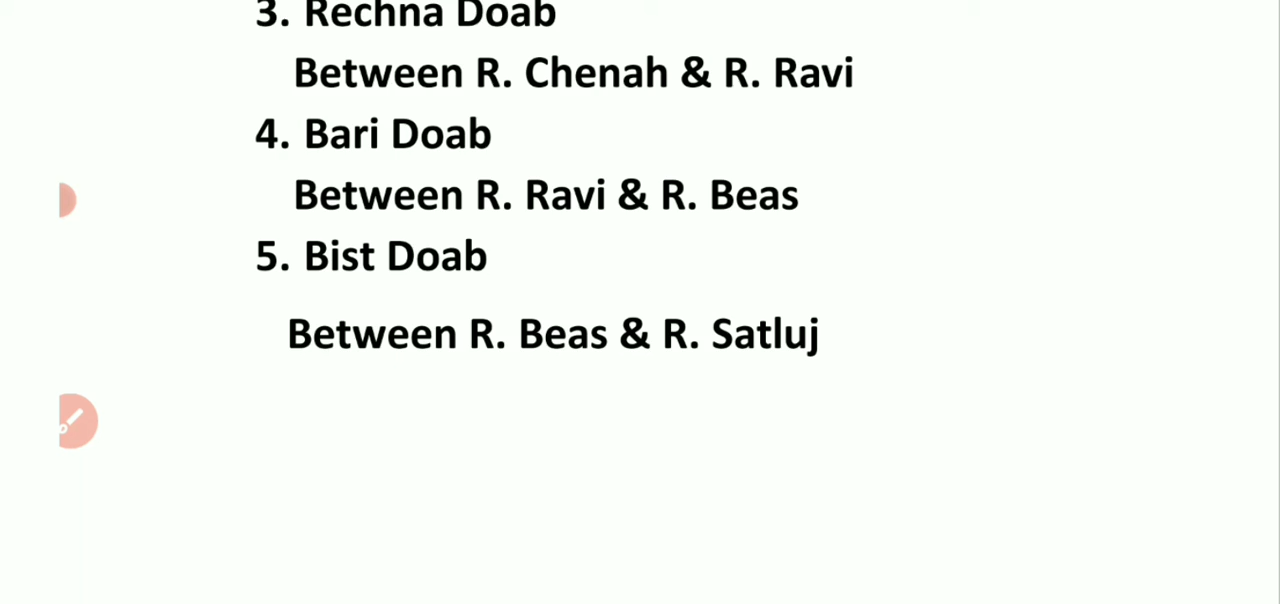 3. Rechna Doab
Between R. Chenah & R. Ravi
4. Bari Doab
Between R. Ravi & R. Beas
5. Bist Doab
Between R. Beas & R. Satluj